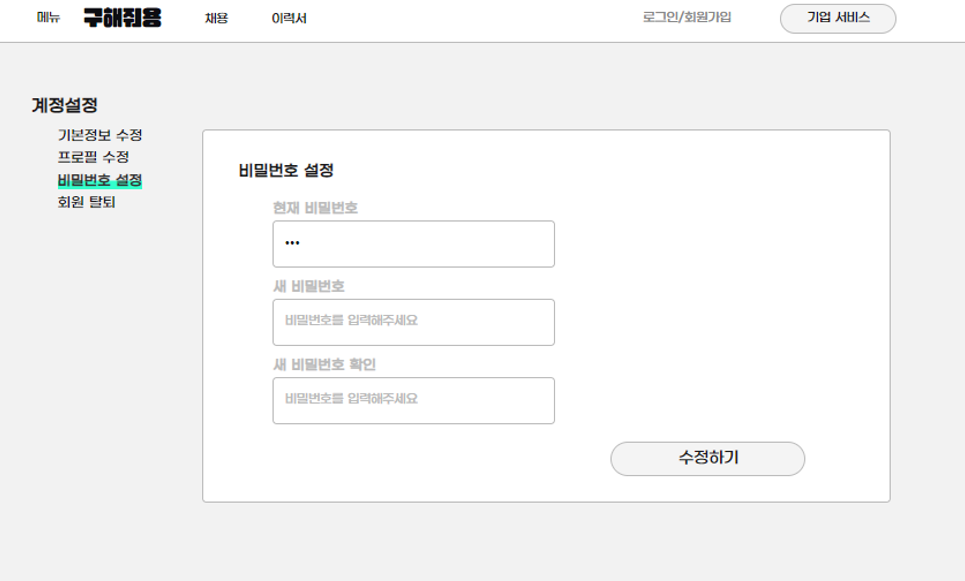 메뉴 구해줘용 채용 이력서 로그인/회원가입 기업 서비스
계정설정
기본정보 수정
프로필 수정
비밀번호 설정
회원 탈퇴
비밀번호 설정
현재 비밀번호
•••
새 비밀번호
비밀번호를 입력해주세요
새 비밀번호 확인
비밀번호를 입력해주세요
수정하기